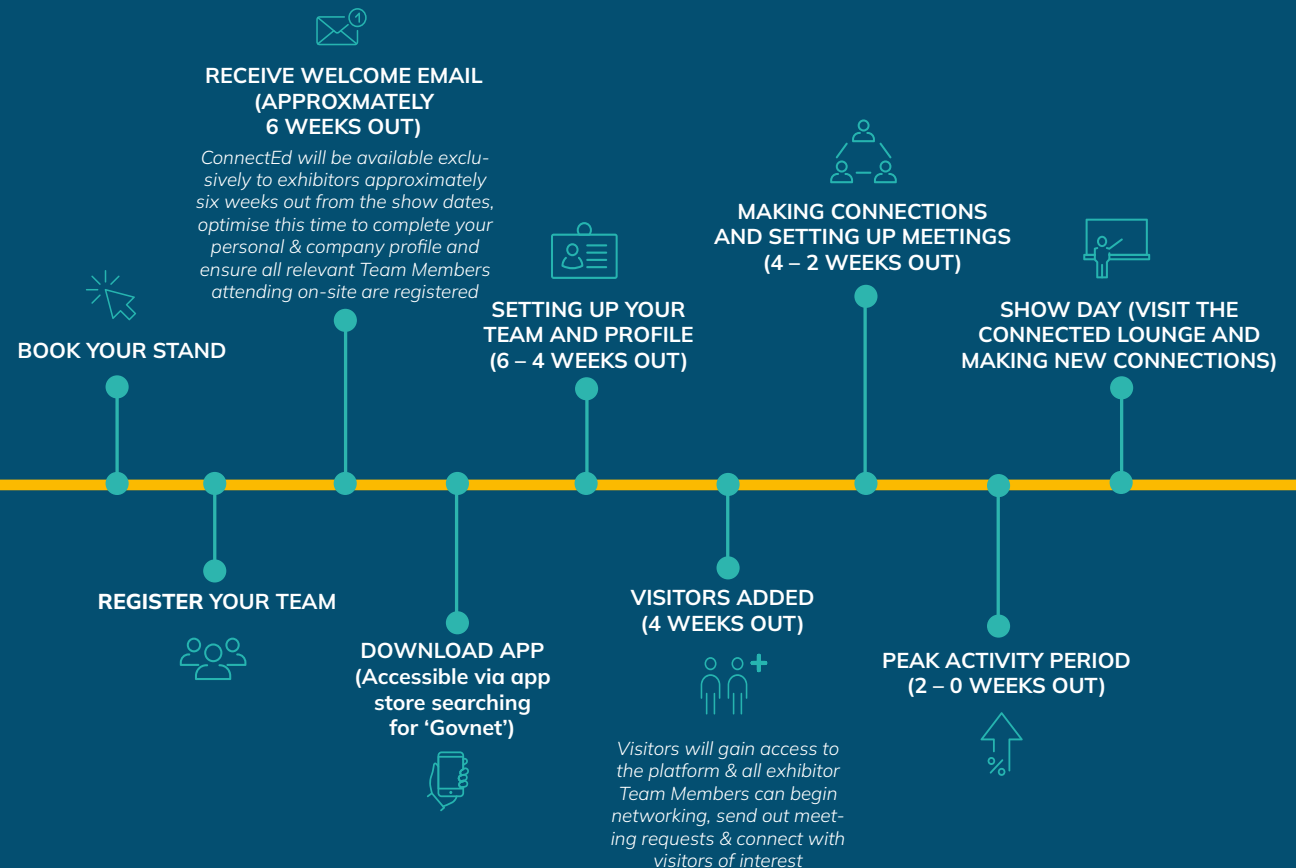 BOOK YOUR STAND
REGISTER YOUR TEAM
1
RECEIVE WELCOME EMAIL
(APPROXMATELY
6 WEEKS OUT)
ConnectEd will be available exclu-
sively to exhibitors approximately
six weeks out from the show dates,
optimise this time to complete your
personal & company profile and
ensure all relevant Team Members
attending on-site are registered
DOWNLOAD APP
(Accessible via app
store searching
for ‘Govnet’)
SETTING UP YOUR
TEAM AND PROFILE
(6 – 4 WEEKS OUT)
VISITORS ADDED
(4 WEEKS OUT)
Visitors will gain access to
the platform & all exhibitor
Team Members can begin
networking, send out meet-
ing requests & connect with
visitors of interest
MAKING CONNECTIONS
AND SETTING UP MEETINGS
(4 – 2 WEEKS OUT)
PEAK ACTIVITY PERIOD
(2 – 0 WEEKS OUT)
%
SHOW DAY (VISIT THE
CONNECTED LOUNGE AND
MAKING NEW CONNECTIONS)